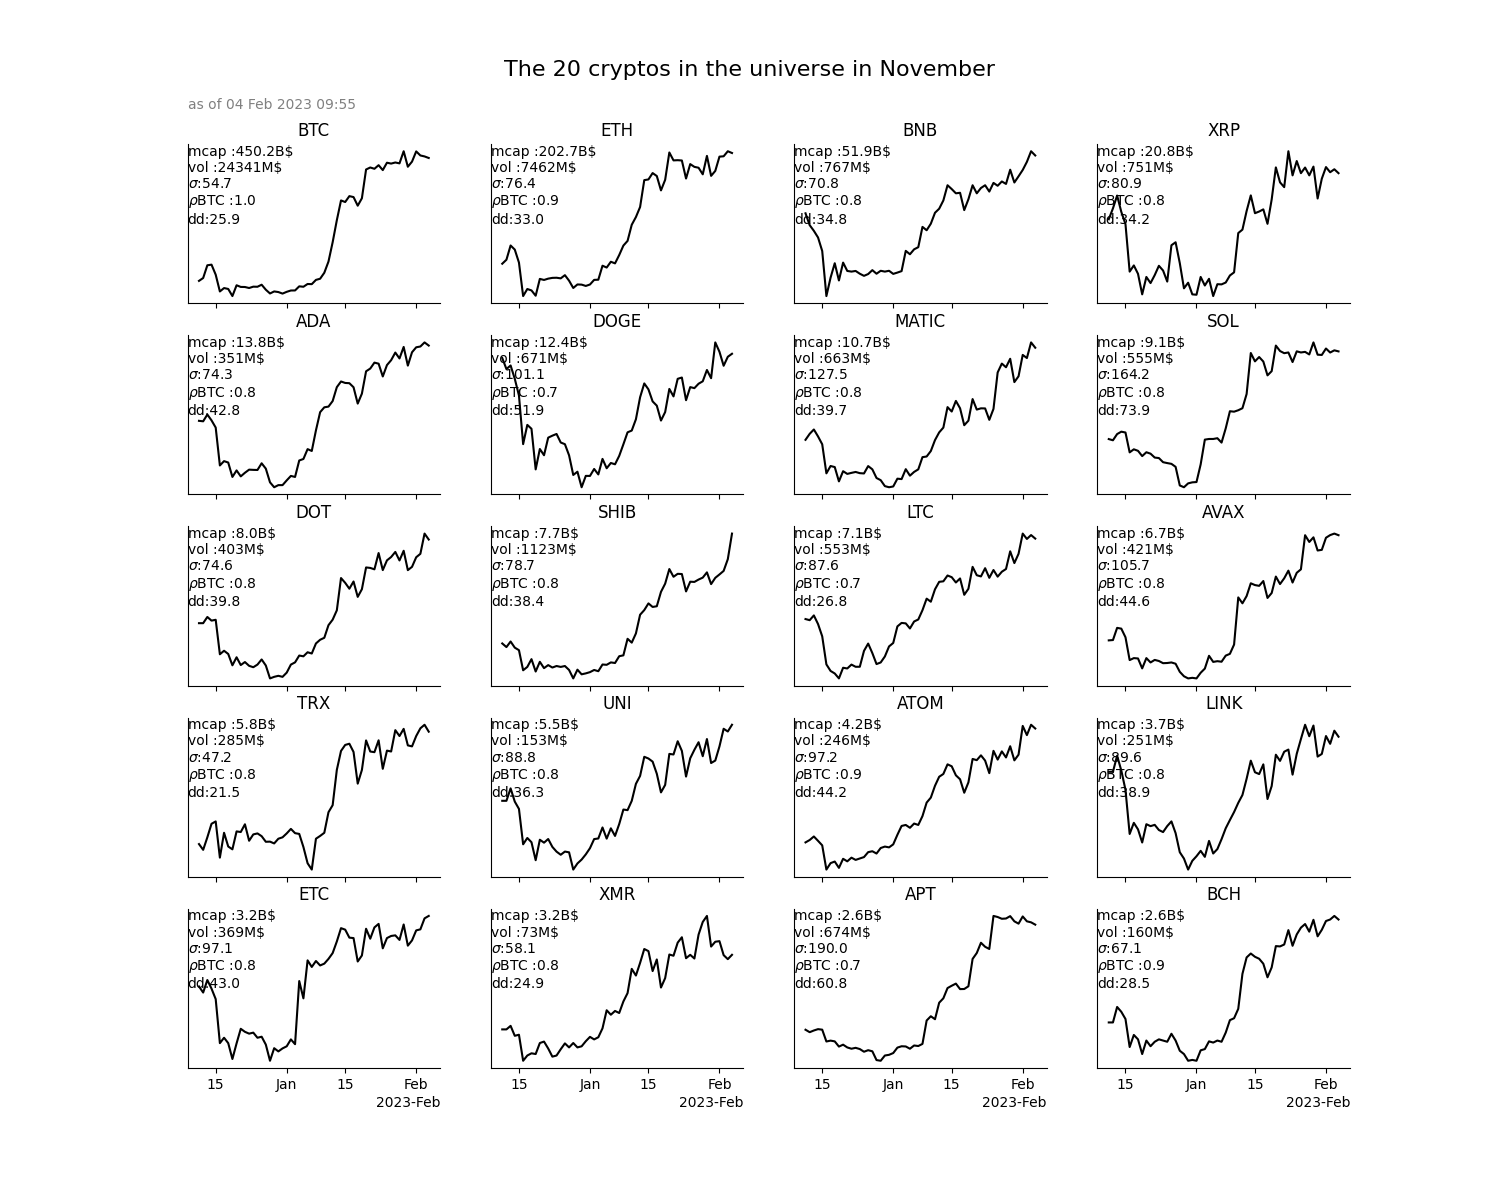 The 20 cryptos in the universe in November
as of 04 Feb 2023 09:55
BTC
mcap :450.2B$
vol :24341M$
σ:54.7
ρBTC :1.0
dd:25.9
ETH
mcap :202.7B$
vol :7462M$
σ:76.4
ρBTC :0.9
dd:33.0
BNB
mcap :51.9B$
vol :767M$
σ:70.8
ρBTC :0.8
dd:34.8
XRP
mcap :20.8B$
vol :751M$
σ:80.9
ρBTC :0.8
dd:34.2
ADA
mcap :13.8B$
vol :351M$
σ:74.3
ρBTC :0.8
dd:42.8
DOGE
mcap :12.4B$
vol :671M$
σ:101.1
ρBTC :0.7
dd:51.9
MATIC
mcap :10.7B$
vol :663M$
σ:127.5
ρBTC :0.8
dd:39.7
SOL
mcap :9.1B$
vol :555M$
σ:164.2
ρBTC :0.8
dd:73.9
DOT
mcap :8.0B$
vol :403M$
σ:74.6
ρBTC :0.8
dd:39.8
SHIB
mcap :7.7B$
vol :1123M$
σ:78.7
ρBTC :0.8
dd:38.4
LTC
mcap :7.1B$
vol :553M$
σ:87.6
ρBTC :0.7
dd:26.8
AVAX
mcap :6.7B$
vol :421M$
σ:105.7
ρBTC :0.8
dd:44.6
TRX
mcap :5.8B$
vol :285M$
σ:47.2
ρBTC :0.8
dd:21.5
UNI
mcap :5.5B$
vol :153M$
σ:88.8
ρBTC :0.8
dd:36.3
ATOM
mcap :4.2B$
vol :246M$
σ:97.2
ρBTC :0.9
dd:44.2
LINK
mcap :3.7B$
vol :251M$
σ:89.6
ρBTC :0.8
dd:38.9
ETC
mcap :3.2B$
vol :369M$
σ:97.1
ρBTC :0.8
dd:43.0
XMR
mcap :3.2B$
vol :73M$
σ:58.1
ρBTC :0.8
dd:24.9
APT
mcap :2.6B$
vol :674M$
σ:190.0
ρBTC :0.7
dd:60.8
BCH
mcap :2.6B$
vol :160M$
σ:67.1
ρBTC :0.9
dd:28.5
15 Jan 15 Feb
2023-Feb
15 Jan 15 Feb
2023-Feb
15 Jan 15 Feb
2023-Feb
15 Jan 15 Feb
2023-Feb